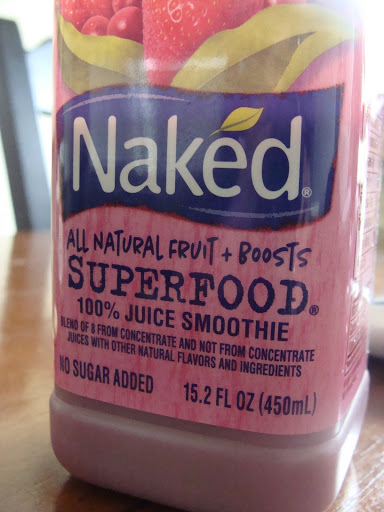 Naked®
ALL NATURAL FRUIT + BOOSTS
SUPERFOOD®
100% JUICE SMOOTHIE
BLEND OF 8 FROM CONCENTRATE AND NOT FROM CONCENTRATE
JUICES WITH OTHER NATURAL FLAVORS AND INGREDIENTS
NO SUGAR ADDED
15.2 FL OZ (450mL)